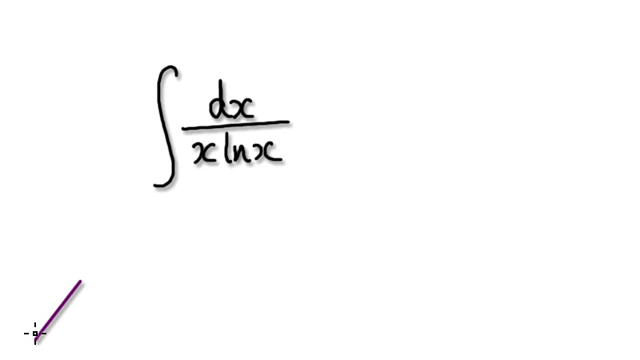 ∫ dx / (x ln x)